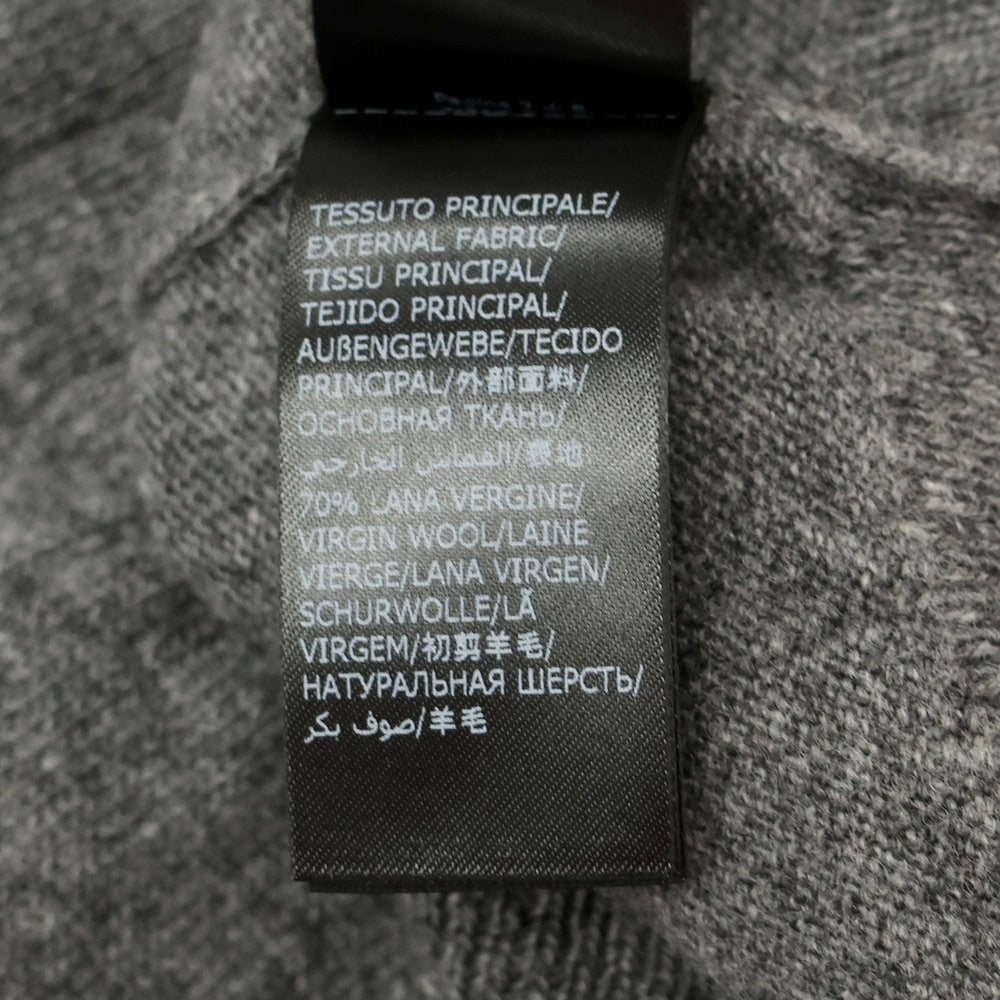 TESSUTO PRINCIPALE/
EXTERNAL FABRIC/
TISSU PRINCIPAL/
TEJIDO PRINCIPAL/
AUßENGEWEBE/TECIDO
PRINCIPAL/外部面料/
ОСНОВНАЯ ТКАНЬ/
القماش الخارجي/表地
70% LANA VERGINE/
VIRGIN WOOL/LAINE
VIERGE/LANA VIRGEN/
SCHURWOLLE/LÃ
VIRGEM/初剪羊毛/
НАТУРАЛЬНАЯ ШЕРСТЬ/
صوف بكر/羊毛